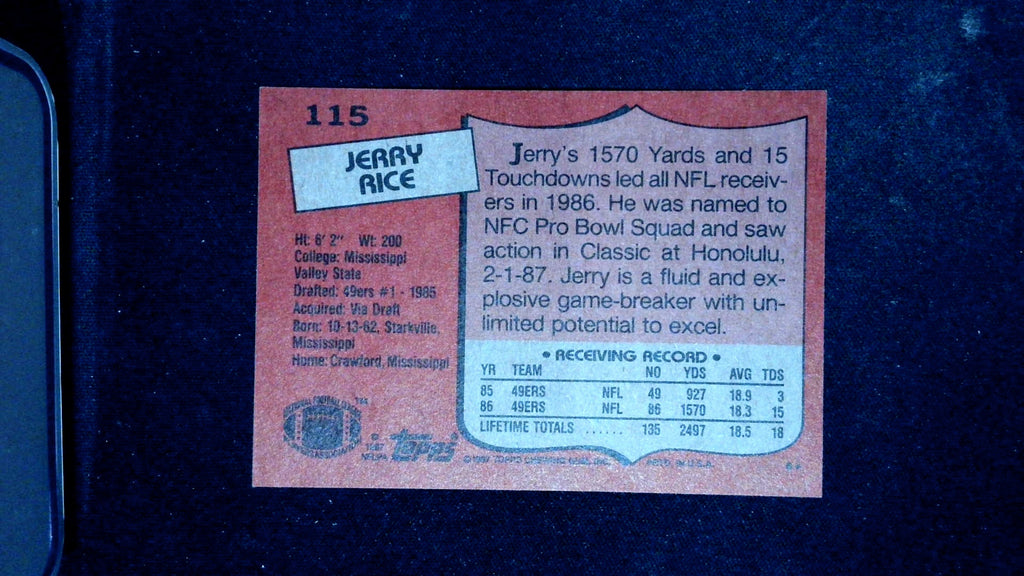 115
JERRY
RICE
Ht: 6' 2" Wt: 200
College: Mississippi
Valley State
Drafted: 49ers #1 - 1985
Acquired: Via Draft
Born: 10-13-62, Starkville,
Mississippi
Home: Crawford, Mississippi
Jerry's 1570 Yards and 15
Touchdowns led all NFL receiv-
ers in 1986. He was named to
NFC Pro Bowl Squad and saw
action in Classic at Honolulu,
2-1-87. Jerry is a fluid and ex-
plosive game-breaker with un-
limited potential to excel.
• RECEIVING RECORD •
YR TEAM NO YDS AVG TDS
85 49ERS NFL 49 927 18.9 3
86 49ERS NFL 86 1570 18.3 15
LIFETIME TOTALS ...... 135 2497 18.5 18
TOPPS